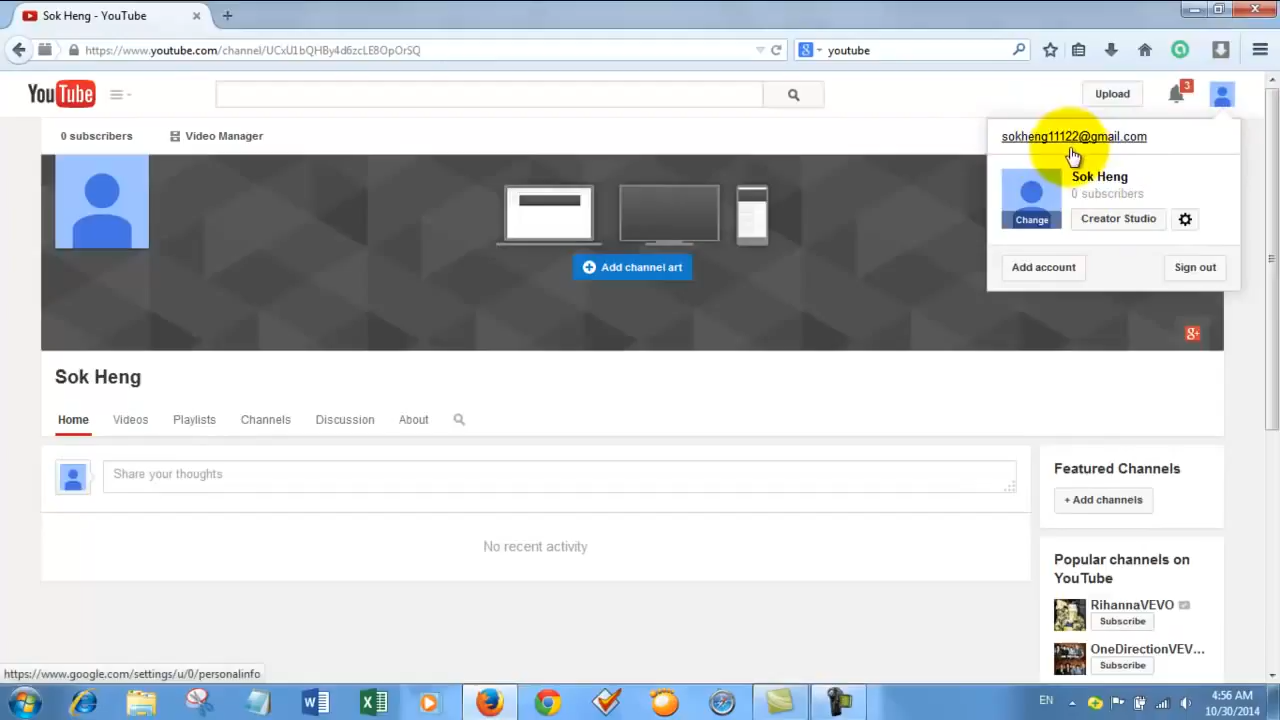 Sok Heng - YouTube
https://www.youtube.com/channel/UCxU1bQHBy4d6zcLE8OpOrSQ
youtube
YouTube
Upload
3
0 subscribers
Video Manager
sokheng11122@gmail.com
Sok Heng
0 subscribers
Change
Creator Studio
Add account
Sign out
Add channel art
g+
Sok Heng
Home
Videos
Playlists
Channels
Discussion
About
Share your thoughts
No recent activity
Featured Channels
+ Add channels
Popular channels on
YouTube
RihannaVEVO
Subscribe
OneDirectionVEV...
Subscribe
https://www.google.com/settings/u/0/personalinfo
EN
4:56 AM
10/30/2014